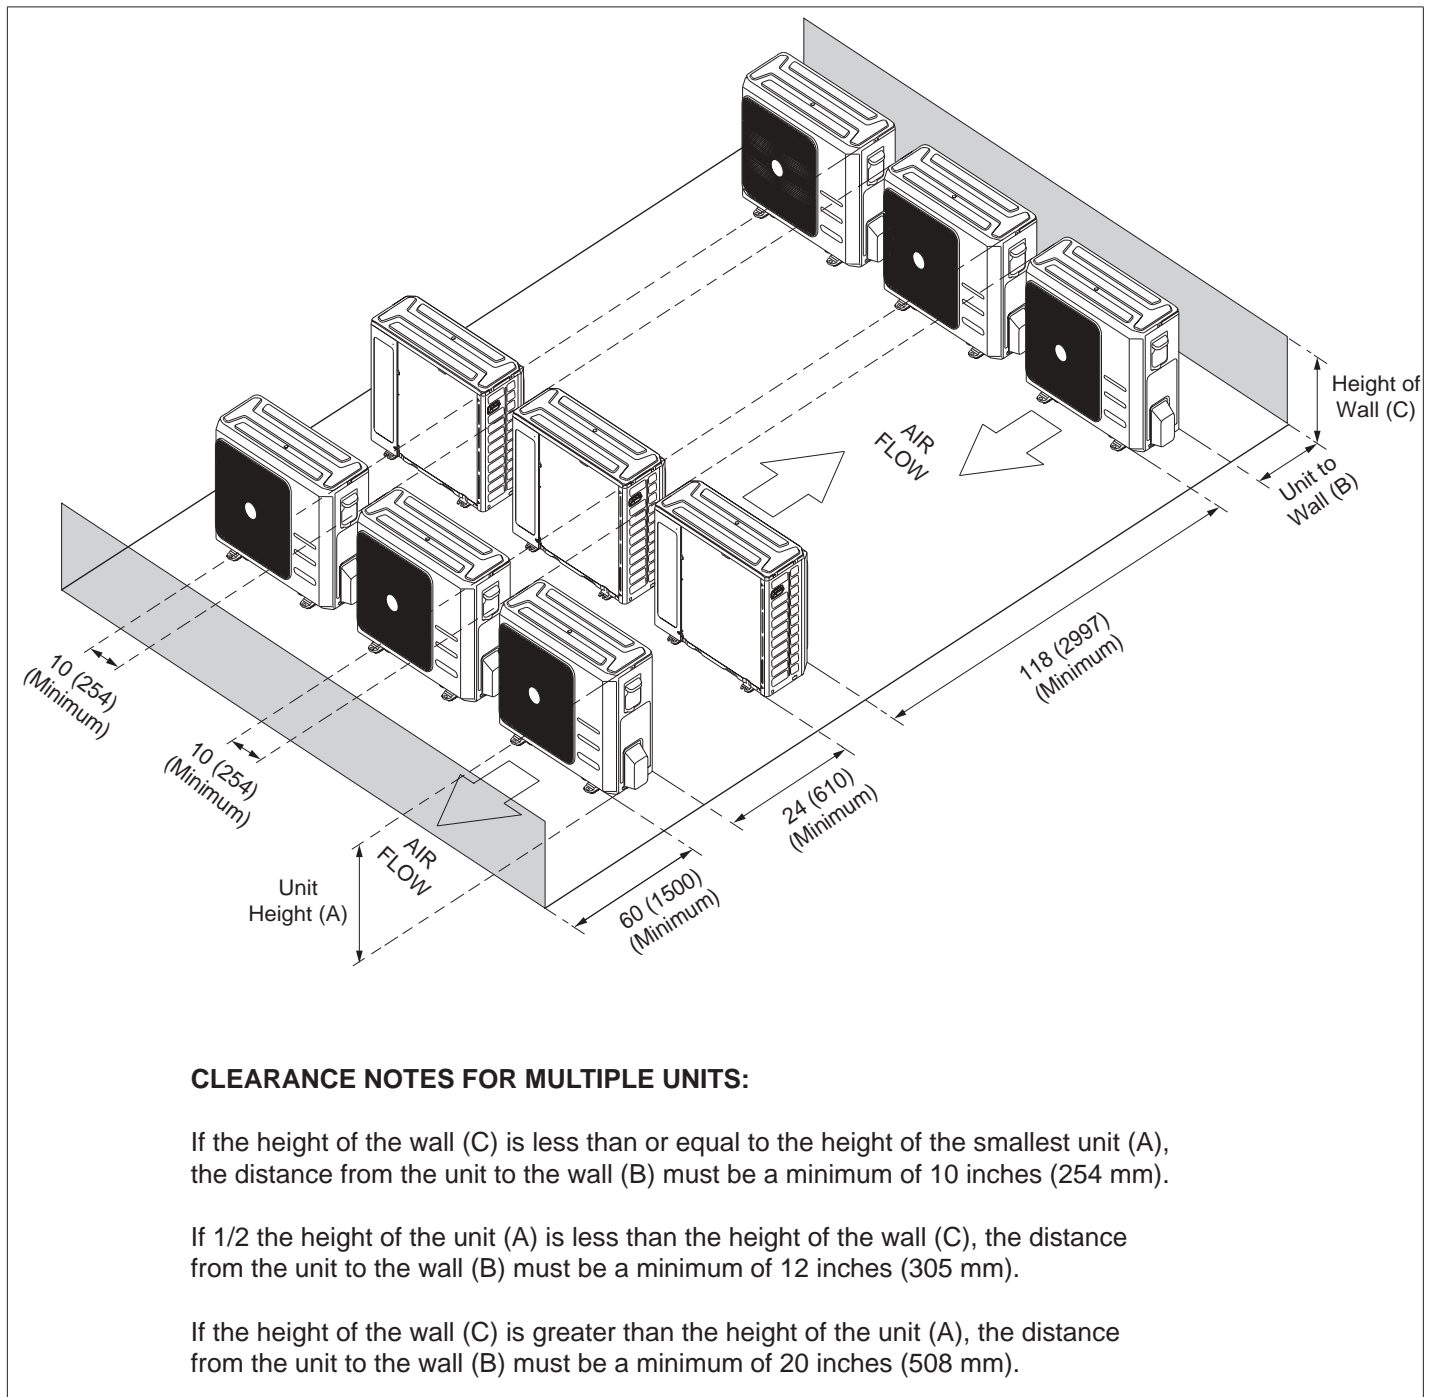 Height of
Wall (C)
AIR
FLOW
Unit to
Wall (B)
118 (2997)
(Minimum)
10 (254)
(Minimum)
10 (254)
(Minimum)
24 (610)
(Minimum)
AIR
FLOW
60 (1500)
(Minimum)
Unit
Height (A)
CLEARANCE NOTES FOR MULTIPLE UNITS:
If the height of the wall (C) is less than or equal to the height of the smallest unit (A),
the distance from the unit to the wall (B) must be a minimum of 10 inches (254 mm).
If 1/2 the height of the unit (A) is less than the height of the wall (C), the distance
from the unit to the wall (B) must be a minimum of 12 inches (305 mm).
If the height of the wall (C) is greater than the height of the unit (A), the distance
from the unit to the wall (B) must be a minimum of 20 inches (508 mm).